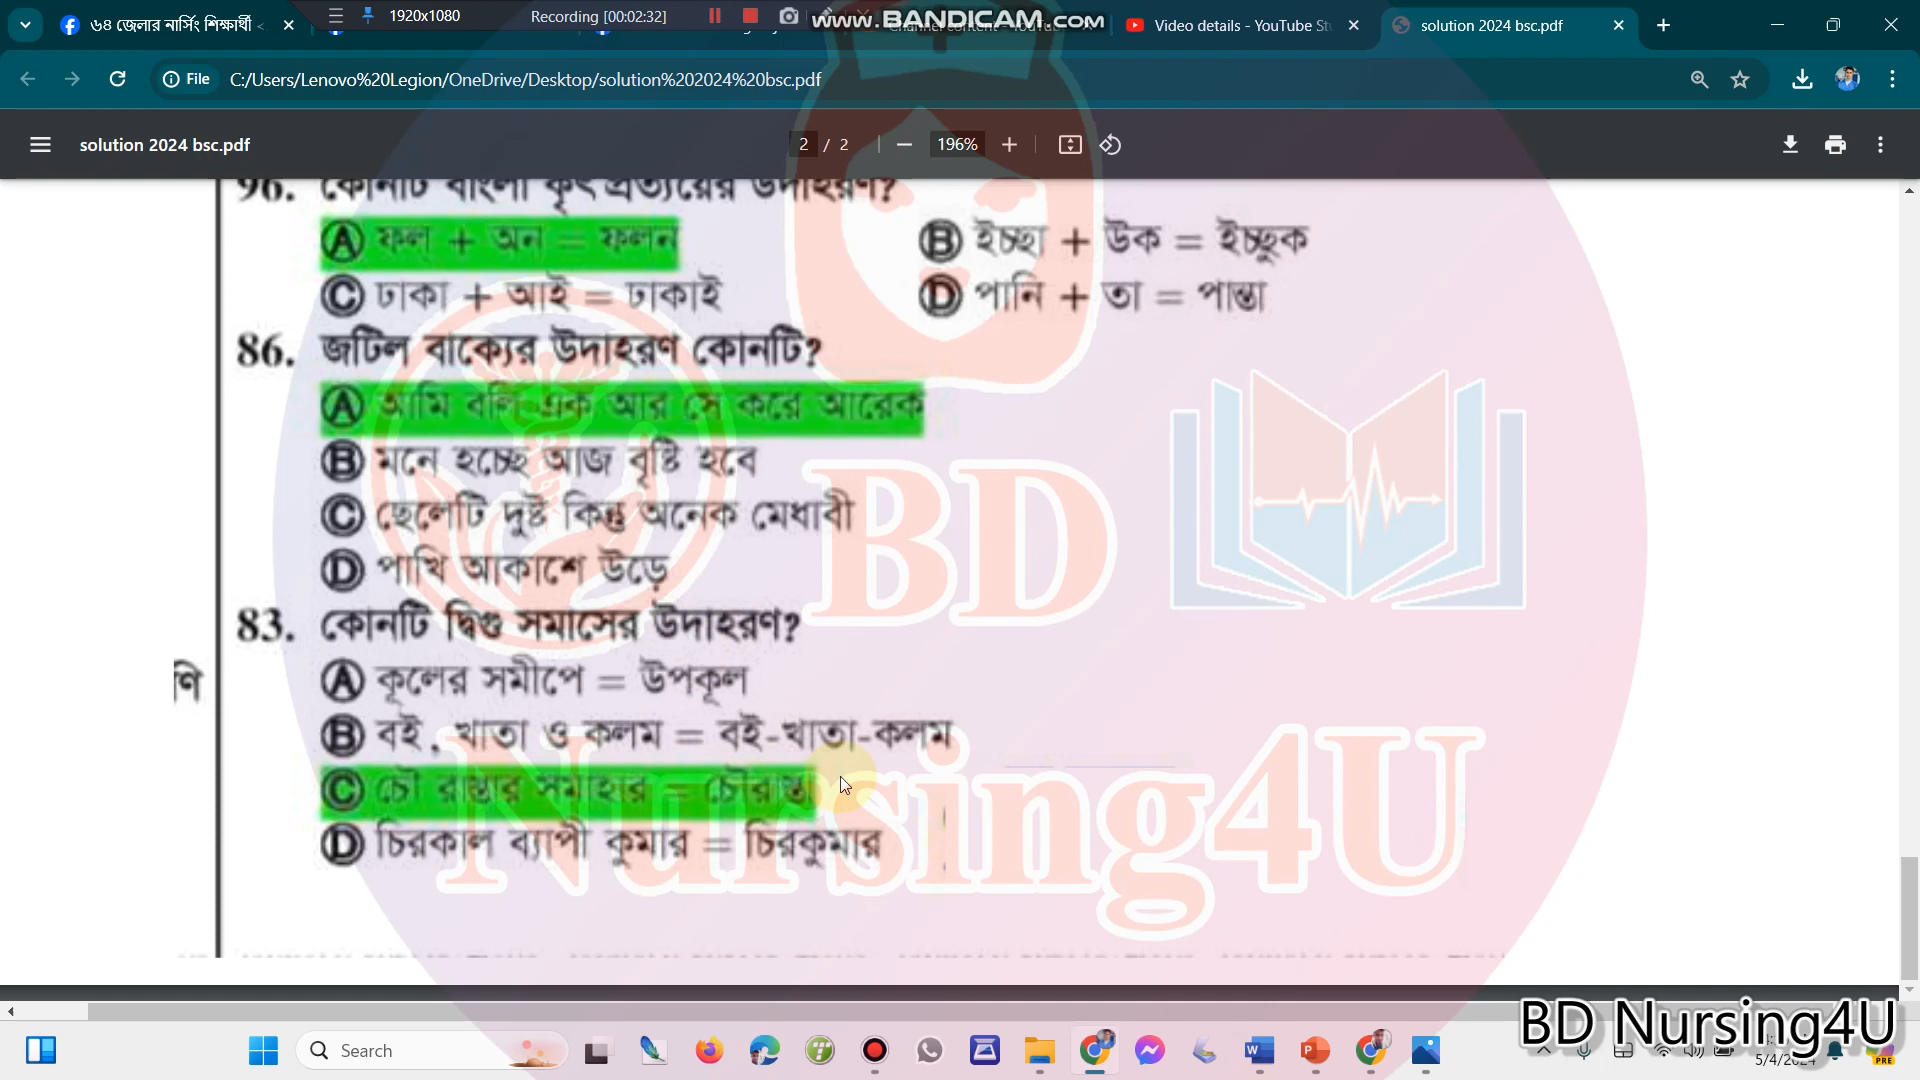 ৬৪ জেলার নার্সিং শিক্ষার্থী
1920x1080
Recording [00:02:32]
www.BANDICAM.com
Video details - YouTube St
solution 2024 bsc.pdf
File
C:/Users/Lenovo%20Legion/OneDrive/Desktop/solution%202024%20bsc.pdf
solution 2024 bsc.pdf
2 / 2
196%
96. কোনটি বাংলা কৃৎ প্রত্যয়ের উদাহরণ?
A ফল্ + অন = ফলন
B ইচ্ছা + উক = ইচ্ছুক
C ঢাকা + আই = ঢাকাই
D পানি + তা = পান্তা
86. জটিল বাক্যের উদাহরণ কোনটি?
A আমি বলি এক আর সে করে আরেক
B মনে হচ্ছে আজ বৃষ্টি হবে
C ছেলেটি দুষ্ট কিন্তু অনেক মেধাবী
D পাখি আকাশে উড়ে
83. কোনটি দ্বিগু সমাসের উদাহরণ?
A কূলের সমীপে = উপকূল
B বই, খাতা ও কলম = বই-খাতা-কলম
C চৌ রাস্তার সমাহার = চৌরাস্তা
D চিরকাল ব্যাপী কুমার = চিরকুমার
ণি
BD
Nursing4U
BD Nursing4U
Search
5/4/2024
PRE